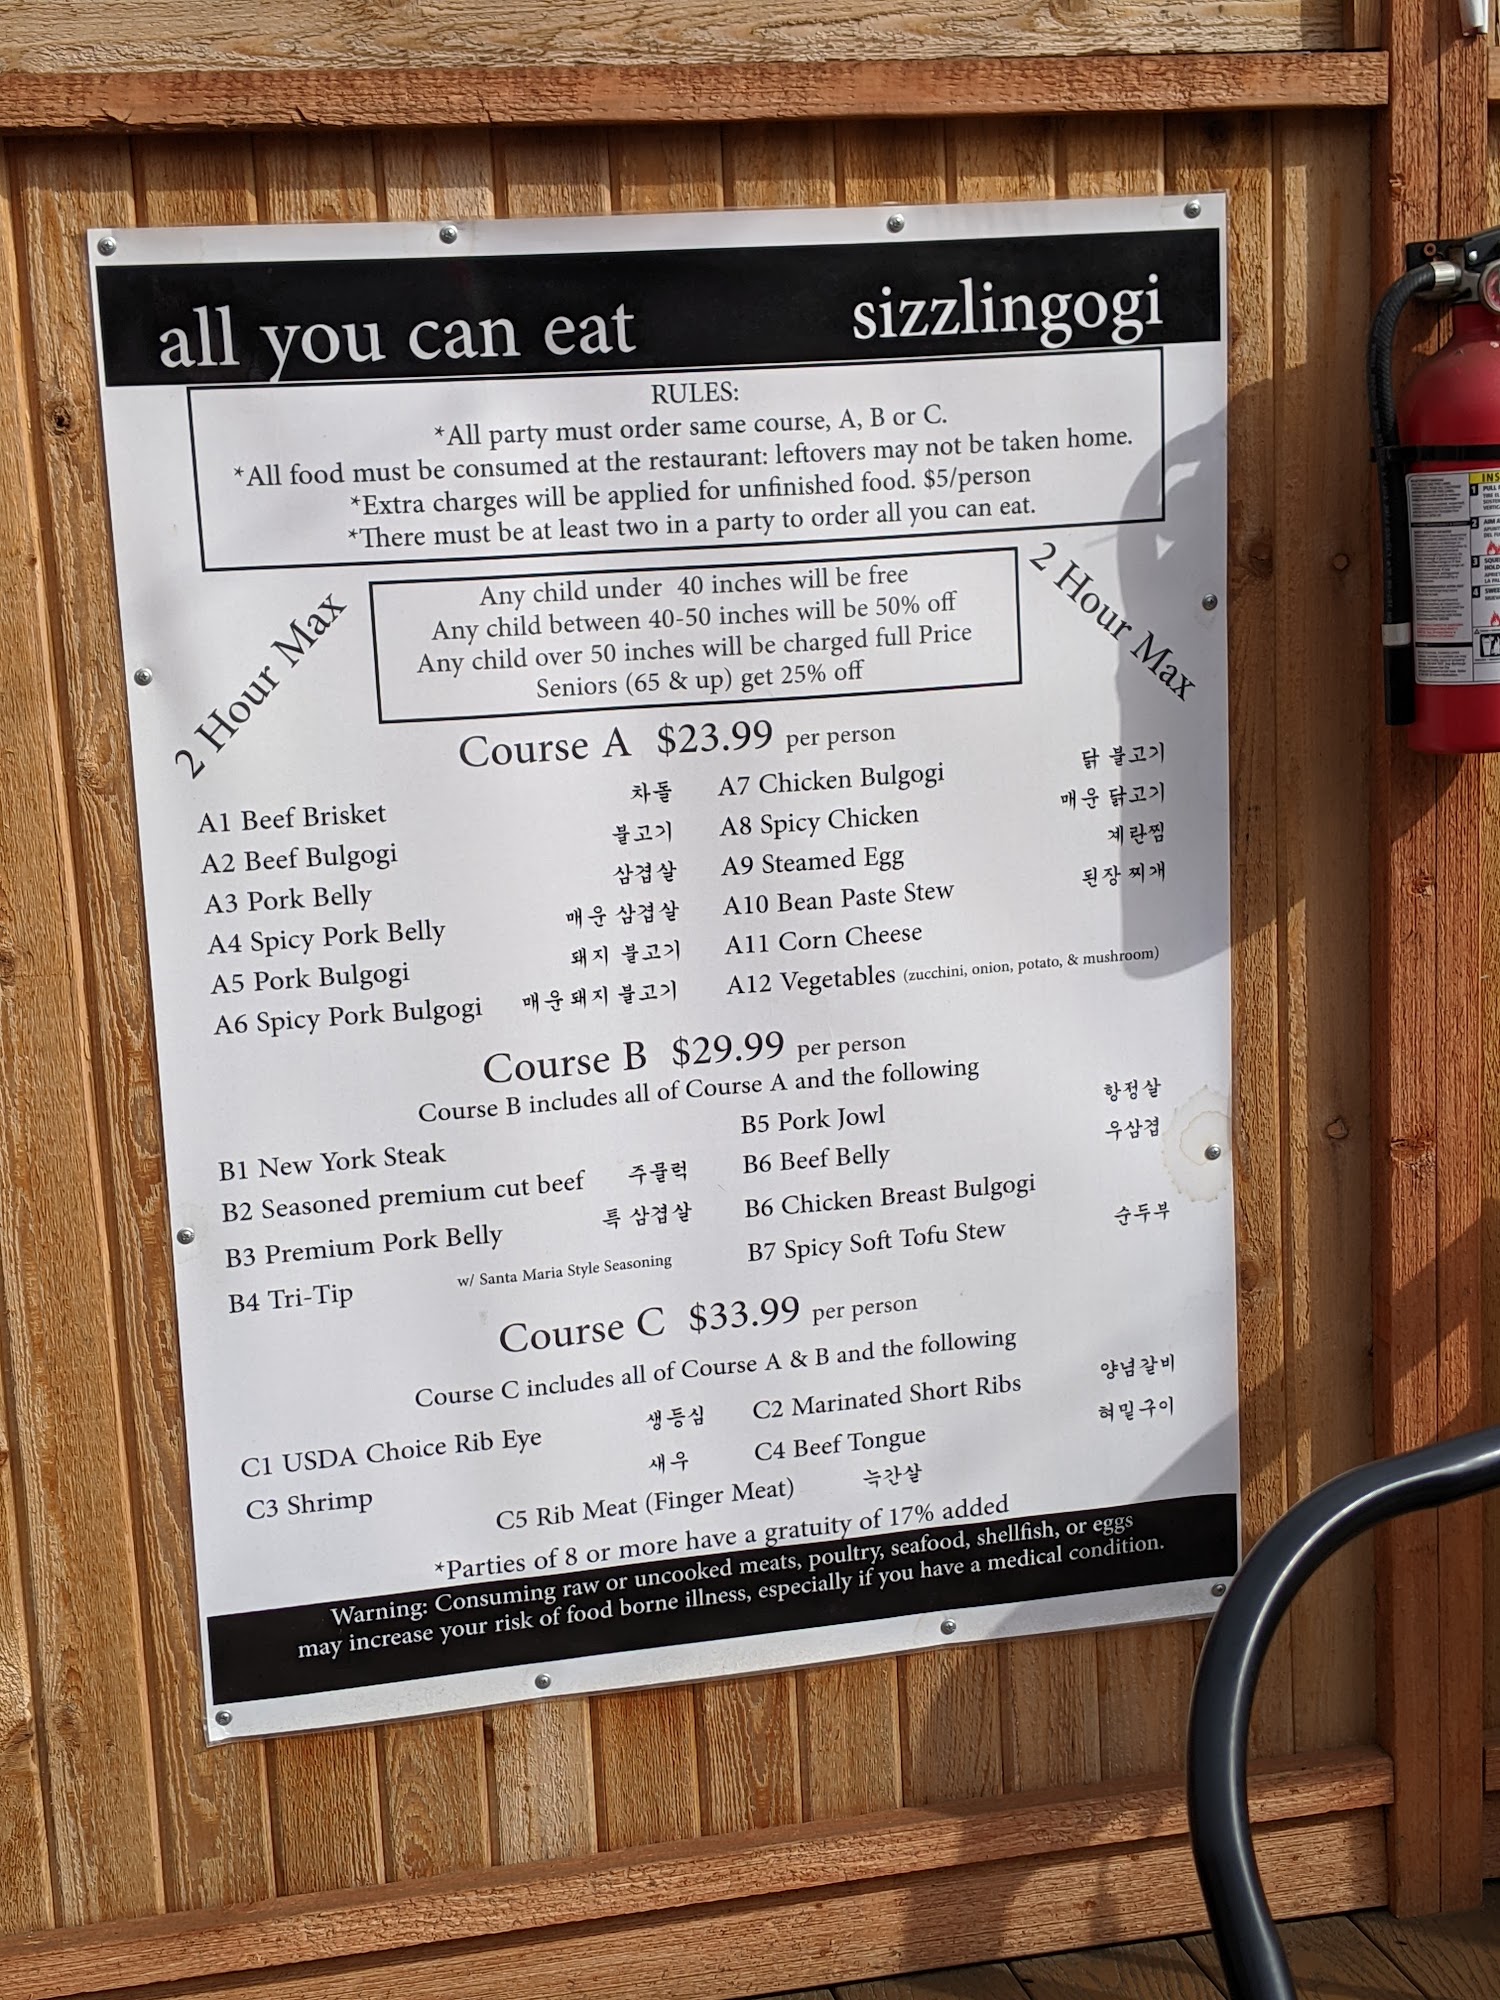 all you can eat sizzlingogi
RULES:
*All party must order same course, A, B or C.
*All food must be consumed at the restaurant: leftovers may not be taken home.
*Extra charges will be applied for unfinished food. $5/person
*There must be at least two in a party to order all you can eat.
2 Hour Max
2 Hour Max
Any child under 40 inches will be free
Any child between 40-50 inches will be 50% off
Any child over 50 inches will be charged full Price
Seniors (65 & up) get 25% off
Course A $23.99 per person
A1 Beef Brisket 차돌
A2 Beef Bulgogi 불고기
A3 Pork Belly 삼겹살
A4 Spicy Pork Belly 매운 삼겹살
A5 Pork Bulgogi 돼지 불고기
A6 Spicy Pork Bulgogi 매운돼지 불고기
A7 Chicken Bulgogi 닭 불고기
A8 Spicy Chicken 매운 닭고기
A9 Steamed Egg 계란찜
A10 Bean Paste Stew 된장 찌개
A11 Corn Cheese
A12 Vegetables (zucchini, onion, potato, & mushroom)
Course B $29.99 per person
Course B includes all of Course A and the following
B1 New York Steak
B2 Seasoned premium cut beef 주물럭
B3 Premium Pork Belly 특 삼겹살
B4 Tri-Tip w/ Santa Maria Style Seasoning
B5 Pork Jowl 항정살
B6 Beef Belly 우삼겹
B6 Chicken Breast Bulgogi
B7 Spicy Soft Tofu Stew 순두부
Course C $33.99 per person
Course C includes all of Course A & B and the following
C1 USDA Choice Rib Eye 생등심
C2 Marinated Short Ribs 양념갈비
C3 Shrimp 새우
C4 Beef Tongue 혀밑구이
C5 Rib Meat (Finger Meat) 늑간살
*Parties of 8 or more have a gratuity of 17% added
Warning: Consuming raw or uncooked meats, poultry, seafood, shellfish, or eggs
may increase your risk of food borne illness, especially if you have a medical condition.